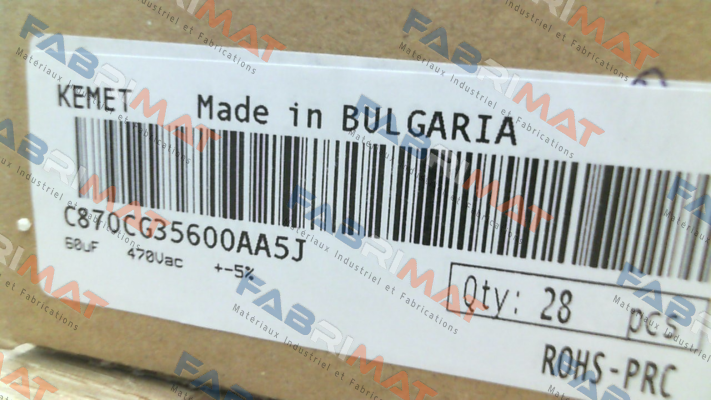 KEMET Made in BULGARIA
C870CG35600AA5J
60uF 470Vac +-5%
Qty: 28 pcs
ROHS-PRC
FABRIMAT
Matériaux Industriel et Fabrications